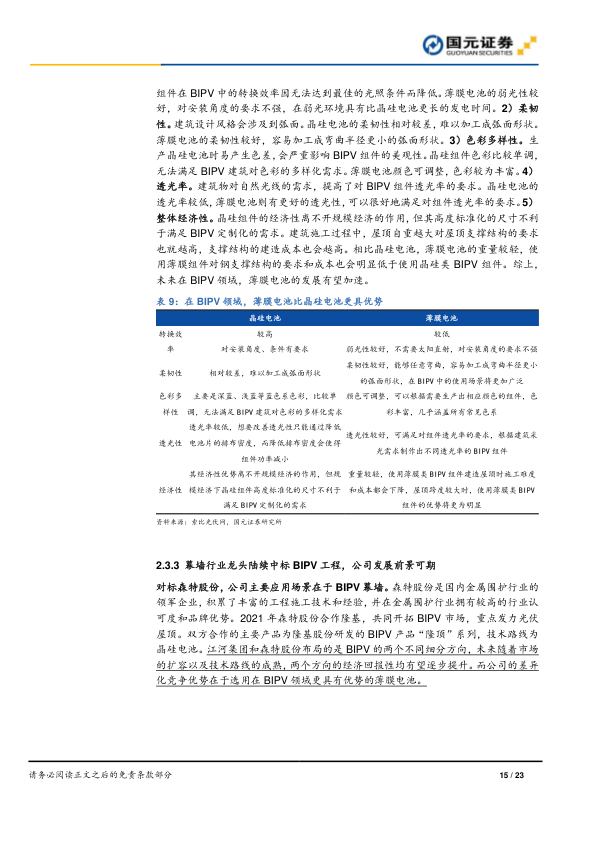 国元证券
GUOYUAN SECURITIES
组件在 BIPV 中的转换效率因无法达到最佳的光照条件而降低。薄膜电池的弱光性较
好，对安装角度的要求不强，在弱光环境具有比晶硅电池更长的发电时间。2）柔韧
性。建筑设计风格会涉及到弧面。晶硅电池的柔韧性相对较差，难以加工成弧面形状。
薄膜电池的柔韧性较好，容易加工成弯曲半径更小的弧面形状。3）色彩多样性。生
产晶硅电池时易产生色差，会严重影响 BIPV 组件的美观性。晶硅组件色彩比较单调，
无法满足 BIPV 建筑对色彩的多样化需求。薄膜电池颜色可调整，色彩较为丰富。4）
透光率。建筑物对自然光线的需求，提高了对 BIPV 组件透光率的要求。晶硅电池的
透光率较低，薄膜电池则有更好的透光性，可以很好地满足对组件透光率的要求。5）
整体经济性。晶硅组件的经济性离不开规模经济的作用，但其高度标准化的尺寸不利
于满足 BIPV 定制化的需求。建筑施工过程中，屋顶自重越大对屋顶支撑结构的要求
也就越高，支撑结构的建造成本也会越高。相比晶硅电池，薄膜电池的重量较轻，使
用薄膜组件对钢支撑结构的要求和成本也会明显低于使用晶硅类 BIPV 组件。综上，
未来在 BIPV 领域，薄膜电池的发展有望加速。
表 9：在 BIPV 领域，薄膜电池比晶硅电池更具优势
晶硅电池 薄膜电池
转换效 较高 较低
率 对安装角度、条件有要求 弱光性较好，不需要太阳直射，对安装角度的要求不强
柔韧性 相对较差，难以加工成弧面形状 柔韧性较好，能够任意弯曲，容易加工成弯曲半径更小
的弧面形状，在 BIPV 中的使用场景将更加广泛
色彩多 主要是深蓝、浅蓝等蓝色系色彩，比较单 颜色可调整，可以根据需要生产出相应颜色的组件，色
样性 调，无法满足 BIPV 建筑对色彩的多样化需求 彩丰富，几乎涵盖所有常见色系
透光率较低，想要改善透光性只能通过降低
透光性 电池片的排布密度，而降低排布密度会使得 透光性较好，可满足对组件透光率的要求，根据建筑采
组件功率减小 光需求制作出不同透光率的 BIPV 组件
其经济性优势离不开规模经济的作用，但规 重量较轻，使用薄膜类 BIPV 组件建造屋顶时施工难度
经济性 模经济下晶硅组件高度标准化的尺寸不利于 和成本都会下降，屋顶跨度较大时，使用薄膜类 BIPV
满足 BIPV 定制化的需求 组件的优势将更为明显
资料来源：索比光伏网，国元证券研究所
2.3.3 幕墙行业龙头陆续中标 BIPV 工程，公司发展前景可期
对标森特股份，公司主要应用场景在于 BIPV 幕墙。森特股份是国内金属围护行业的
领军企业，积累了丰富的工程施工技术和经验，并在金属围护行业拥有较高的行业认
可度和品牌优势。2021 年森特股份合作隆基，共同开拓 BIPV 市场，重点发力光伏
屋顶。双方合作的主要产品为隆基股份研发的 BIPV 产品“隆顶”系列，技术路线为
晶硅电池。江河集团和森特股份布局的是 BIPV 的两个不同细分方向，未来随着市场
的扩容以及技术路线的成熟，两个方向的经济回报性均有望逐步提升。而公司的差异
化竞争优势在于选用在 BIPV 领域更具有优势的薄膜电池。
请务必阅读正文之后的免责条款部分 15 / 23